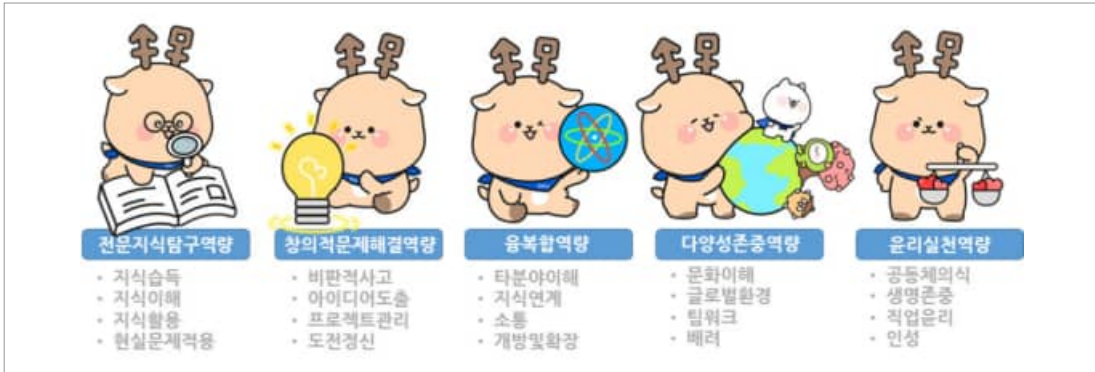 전문지식탐구역량
• 지식습득
• 지식이해
• 지식활용
• 현실문제적용
창의적문제해결역량
• 비판적사고
• 아이디어도출
• 프로젝트관리
• 도전정신
융복합역량
• 타분야이해
• 지식연계
• 소통
• 개방및확장
다양성존중역량
• 문화이해
• 글로벌환경
• 팀워크
• 배려
윤리실천역량
• 공동체의식
• 생명존중
• 직업윤리
• 인성